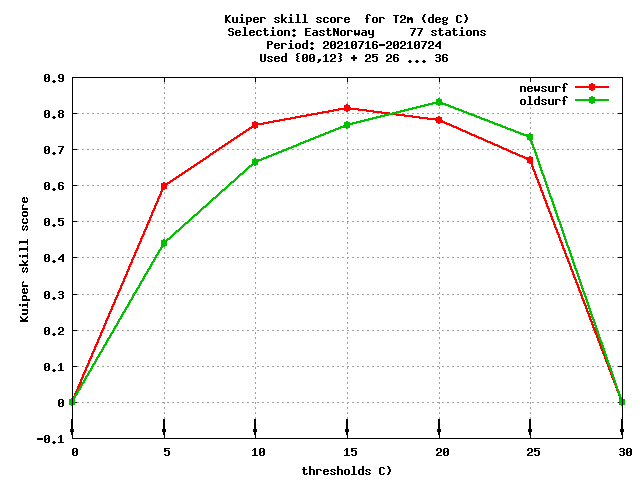 Kuiper skill score  for T2m (deg C)
Selection: EastNorway     77 stations
Period: 20210716-20210724
Used {00,12} + 25 26 ... 36
newsurf
oldsurf
0.9
0.8
0.7
0.6
0.5
0.4
0.3
0.2
0.1
0
-0.1
Kuiper skill score
0 5 10 15 20 25 30
thresholds C)